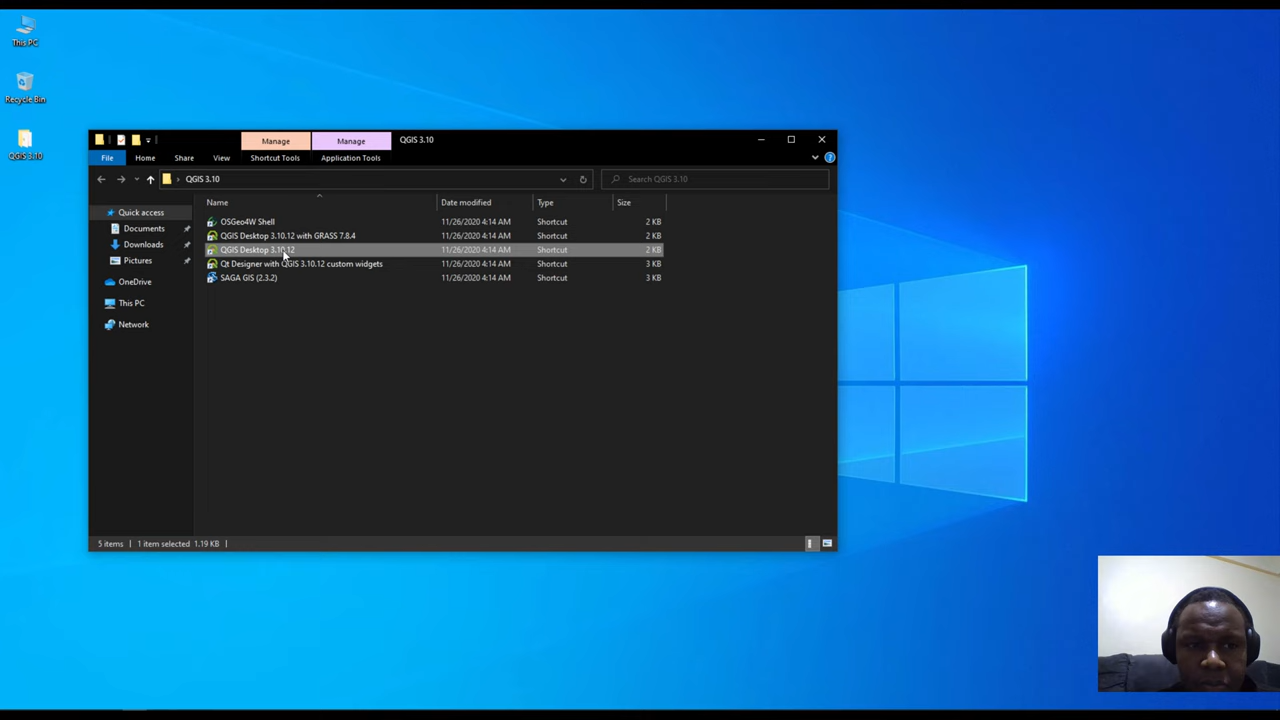 This PC
Recycle Bin
QGIS 3.10
Manage
Manage
QGIS 3.10
File
Home
Share
View
Shortcut Tools
Application Tools
QGIS 3.10
Search QGIS 3.10
Name
Date modified
Type
Size
Quick access
Documents
Downloads
Pictures
OneDrive
This PC
Network
OSGeo4W Shell 11/26/2020 4:14 AM Shortcut 2 KB
QGIS Desktop 3.10.12 with GRASS 7.8.4 11/26/2020 4:14 AM Shortcut 2 KB
QGIS Desktop 3.10.12 11/26/2020 4:14 AM Shortcut 2 KB
Qt Designer with QGIS 3.10.12 custom widgets 11/26/2020 4:14 AM Shortcut 3 KB
SAGA GIS (2.3.2) 11/26/2020 4:14 AM Shortcut 3 KB
5 items 1 item selected 1.19 KB